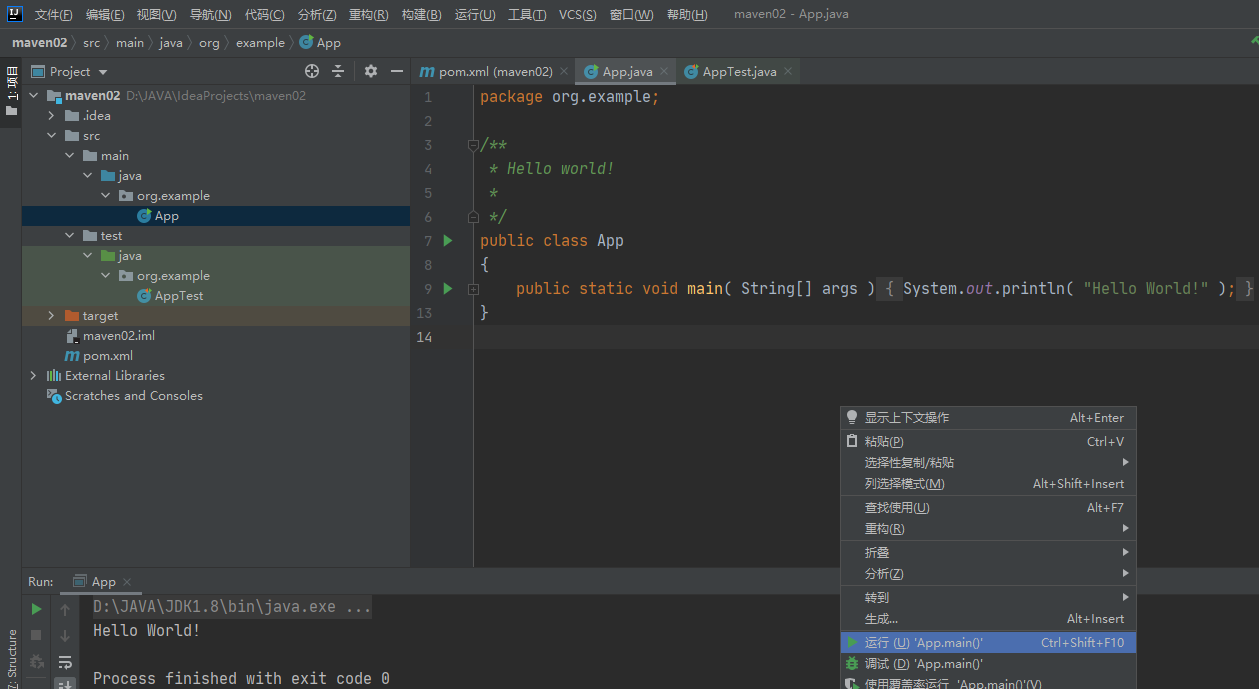 文件(F) 编辑(E) 视图(V) 导航(N) 代码(C) 分析(Z) 重构(R) 构建(B) 运行(U) 工具(T) VCS(S) 窗口(W) 帮助(H) maven02 - App.java
maven02 src main java org example App
1: 项目
Project
pom.xml (maven02) App.java AppTest.java
maven02 D:\JAVA\IdeaProjects\maven02
.idea
src
main
java
org.example
App
test
java
org.example
AppTest
target
maven02.iml
pom.xml
External Libraries
Scratches and Consoles
1 package org.example;
2
3 /**
4 * Hello world!
5 *
6 */
7 public class App
8 {
9 public static void main( String[] args ) { System.out.println( "Hello World!" ); }
13 }
14
显示上下文操作 Alt+Enter
粘贴(P) Ctrl+V
选择性复制/粘贴
列选择模式(M) Alt+Shift+Insert
查找使用(U) Alt+F7
重构(R)
折叠
分析(Z)
转到
生成... Alt+Insert
运行 (U) 'App.main()' Ctrl+Shift+F10
调试 (D) 'App.main()'
使用覆盖率运行 'App.main()'(V)
Run: App
D:\JAVA\JDK1.8\bin\java.exe ...
Hello World!
Process finished with exit code 0
7: Structure